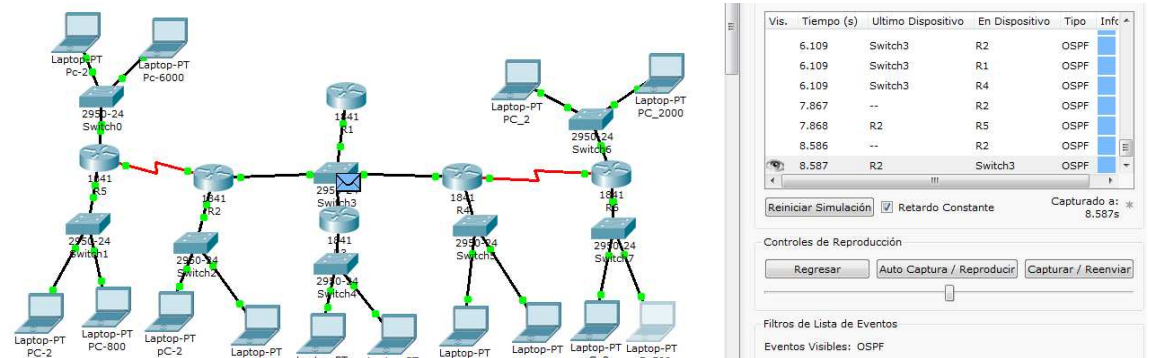 Laptop-PT
Pc-2
Laptop-PT
Pc-6000
2950-24
Switch0
1841
R5
2950-24
Switch1
Laptop-PT
PC-2
Laptop-PT
PC-800
1841
R2
2950-24
Switch2
Laptop-PT
pC-2
Laptop-PT
1841
R1
Switch3
2950-24
Switch4
Laptop-PT
Laptop-PT
1841
R4
2950-24
Laptop-PT
Laptop-PT
Laptop-PT
PC_2
Laptop-PT
PC_2000
2950-24
Switch6
1841
2950-24
Switch7
Laptop-PT
Laptop-PT
Vis. Tiempo (s) Ultimo Dispositivo En Dispositivo Tipo Info
6.109 Switch3 R2 OSPF
6.109 Switch3 R1 OSPF
6.109 Switch3 R4 OSPF
7.867 -- R2 OSPF
7.868 R2 R5 OSPF
8.586 -- R2 OSPF
8.587 R2 Switch3 OSPF
Reiniciar Simulación Retardo Constante Capturado a: *
8.587s
Controles de Reproducción
Regresar Auto Captura / Reproducir Capturar / Reenviar
Filtros de Lista de Eventos
Eventos Visibles: OSPF